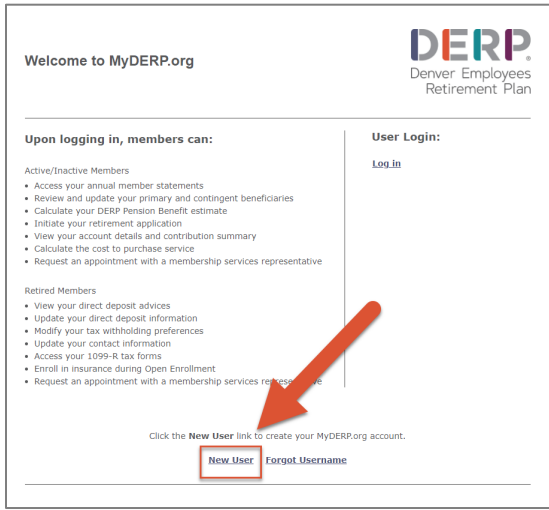 Welcome to MyDERP.org
DERP®
Denver Employees
Retirement Plan
Upon logging in, members can:
Active/Inactive Members
• Access your annual member statements
• Review and update your primary and contingent beneficiaries
• Calculate your DERP Pension Benefit estimate
• Initiate your retirement application
• View your account details and contribution summary
• Calculate the cost to purchase service
• Request an appointment with a membership services representative
Retired Members
• View your direct deposit advices
• Update your direct deposit information
• Modify your tax withholding preferences
• Update your contact information
• Access your 1099-R tax forms
• Enroll in insurance during Open Enrollment
• Request an appointment with a membership services
User Login:
Log in
Click the New User link to create your MyDERP.org account.
New User Forgot Username